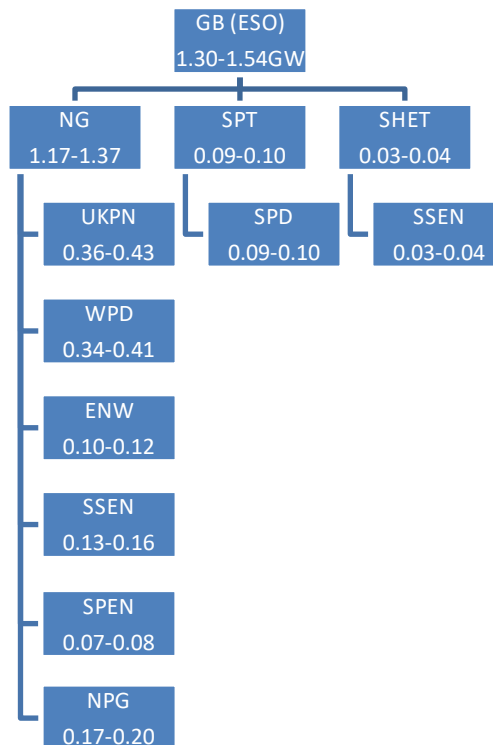 GB (ESO)
1.30-1.54GW
NG
1.17-1.37
SPT
0.09-0.10
SHET
0.03-0.04
UKPN
0.36-0.43
SPD
0.09-0.10
SSEN
0.03-0.04
WPD
0.34-0.41
ENW
0.10-0.12
SSEN
0.13-0.16
SPEN
0.07-0.08
NPG
0.17-0.20